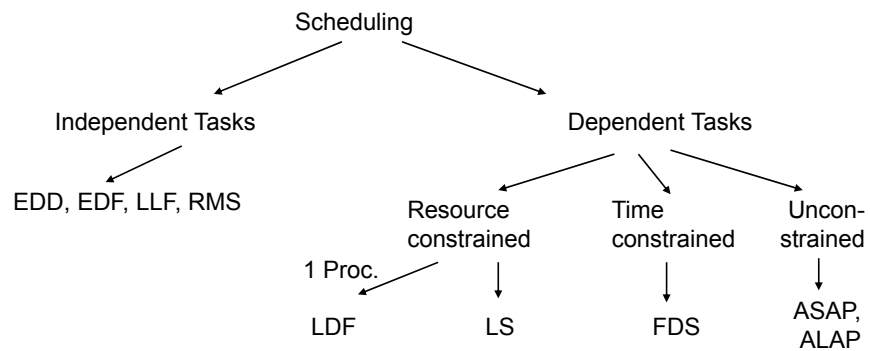 Scheduling
Independent Tasks
Dependent Tasks
EDD, EDF, LLF, RMS
Resource
constrained
Time
constrained
Uncon-
strained
1 Proc.
LDF
LS
FDS
ASAP,
ALAP